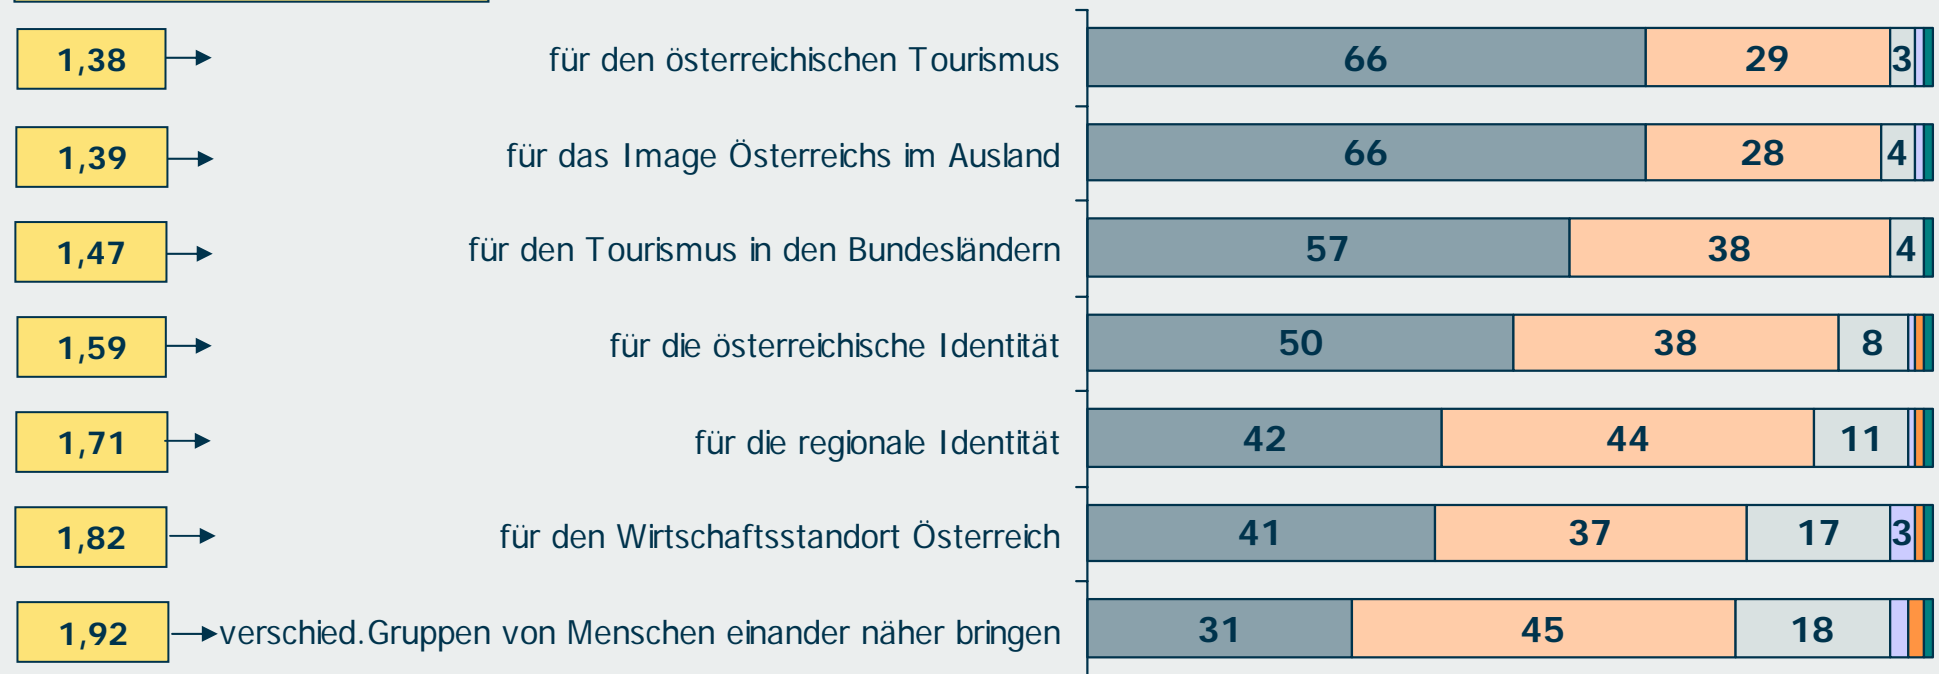 1,38 für den österreichischen Tourismus 66 29 3
1,39 für das Image Österreichs im Ausland 66 28 4
1,47 für den Tourismus in den Bundesländern 57 38 4
1,59 für die österreichische Identität 50 38 8
1,71 für die regionale Identität 42 44 11
1,82 für den Wirtschaftsstandort Österreich 41 37 17 3
1,92 verschied.Gruppen von Menschen einander näher bringen 31 45 18